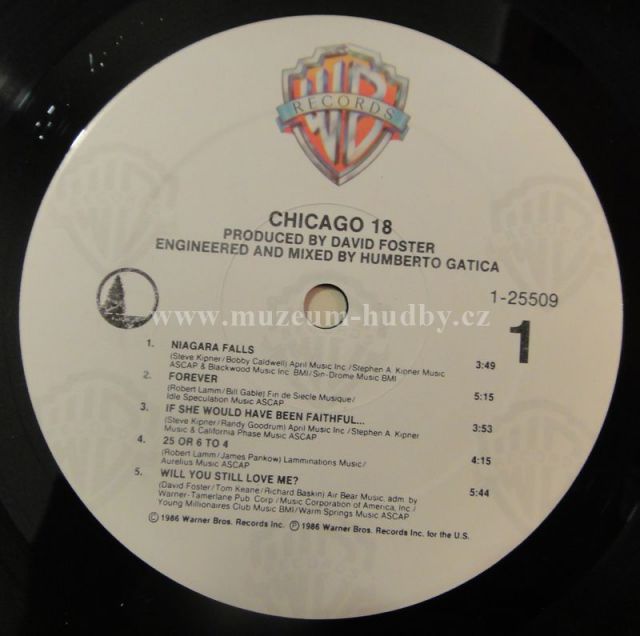 WB
RECORDS
CHICAGO 18
PRODUCED BY DAVID FOSTER
ENGINEERED AND MIXED BY HUMBERTO GATICA
1-25509
www.muzeum-hudby.cz
1
1. NIAGARA FALLS
(Steve Kipner/Bobby Caldwell) April Music Inc./Stephen A. Kipner Music
ASCAP & Blackwood Music Inc. BMI/Sin-Drome Music BMI 3:49
2. FOREVER
(Robert Lamm/Bill Gable) Fin de Siecle Musique/ 5:15
Idle Speculation Music ASCAP
3. IF SHE WOULD HAVE BEEN FAITHFUL...
(Steve Kipner/Randy Goodrum) April Music Inc./Stephen A. Kipner 3:53
Music & California Phase Music ASCAP
4. 25 OR 6 TO 4
(Robert Lamm/James Pankow) Lamminations Music/ 4:15
Aurelius Music ASCAP
5. WILL YOU STILL LOVE ME?
(David Foster/Tom Keane/Richard Baskin) Air Bear Music, adm. by 5:44
Warner-Tamerlane Pub. Corp./Music Corporation of America, Inc./
Young Millionaires Club Music BMI/Warm Springs Music ASCAP
© 1986 Warner Bros. Records Inc. ℗ 1986 Warner Bros. Records Inc. for the U.S.